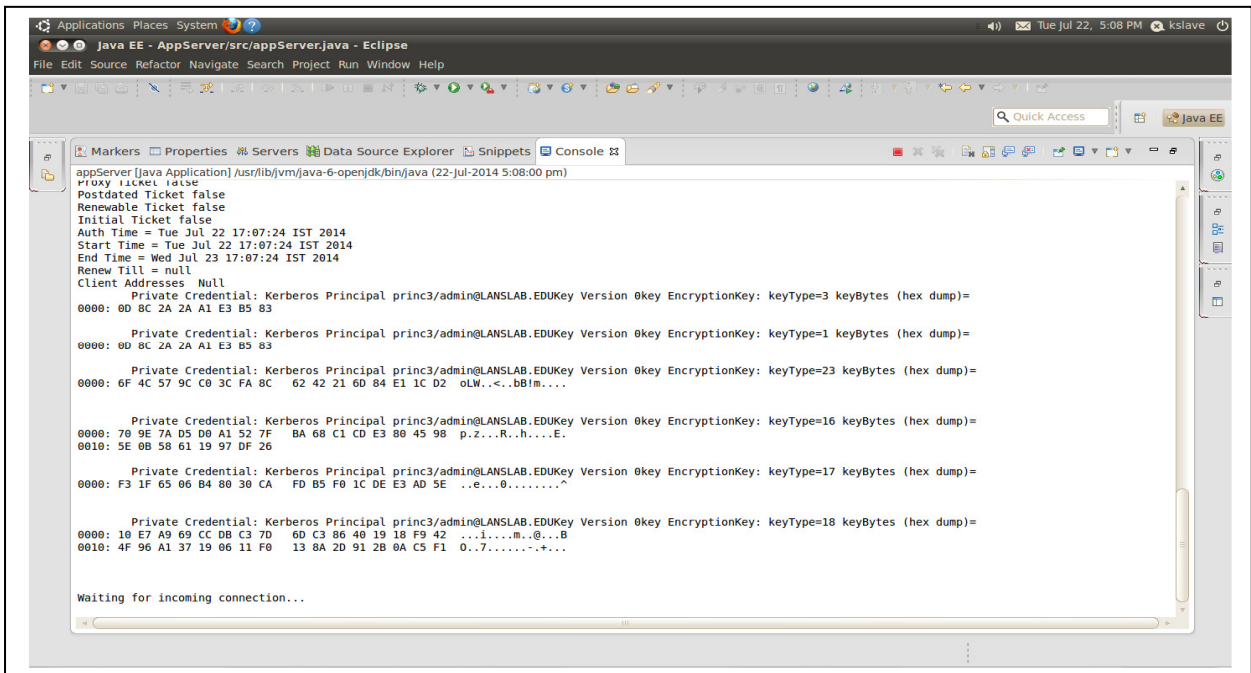 Applications Places System
Tue Jul 22, 5:08 PM kslave
Java EE - AppServer/src/appServer.java - Eclipse
File Edit Source Refactor Navigate Search Project Run Window Help
Quick Access Java EE
Markers Properties Servers Data Source Explorer Snippets Console
appServer [Java Application] /usr/lib/jvm/java-6-openjdk/bin/java (22-Jul-2014 5:08:00 pm)
Proxy Ticket false
Postdated Ticket false
Renewable Ticket false
Initial Ticket false
Auth Time = Tue Jul 22 17:07:24 IST 2014
Start Time = Tue Jul 22 17:07:24 IST 2014
End Time = Wed Jul 23 17:07:24 IST 2014
Renew Till = null
Client Addresses  Null
Private Credential: Kerberos Principal princ3/admin@LANSLAB.EDUKey Version 0key EncryptionKey: keyType=3 keyBytes (hex dump)=
0000: 0D 8C 2A 2A A1 E3 B5 83
Private Credential: Kerberos Principal princ3/admin@LANSLAB.EDUKey Version 0key EncryptionKey: keyType=1 keyBytes (hex dump)=
0000: 0D 8C 2A 2A A1 E3 B5 83
Private Credential: Kerberos Principal princ3/admin@LANSLAB.EDUKey Version 0key EncryptionKey: keyType=23 keyBytes (hex dump)=
0000: 6F 4C 57 9C C0 3C FA 8C   62 42 21 6D 84 E1 1C D2  oLW..<..bB!m....
Private Credential: Kerberos Principal princ3/admin@LANSLAB.EDUKey Version 0key EncryptionKey: keyType=16 keyBytes (hex dump)=
0000: 70 9E 7A D5 D0 A1 52 7F   BA 68 C1 CD E3 80 45 98  p.z...R..h....E.
0010: 5E 0B 58 61 19 97 DF 26
Private Credential: Kerberos Principal princ3/admin@LANSLAB.EDUKey Version 0key EncryptionKey: keyType=17 keyBytes (hex dump)=
0000: F3 1F 65 06 B4 80 30 CA   FD B5 F0 1C DE E3 AD 5E  ..e...0........^
Private Credential: Kerberos Principal princ3/admin@LANSLAB.EDUKey Version 0key EncryptionKey: keyType=18 keyBytes (hex dump)=
0000: 10 E7 A9 69 CC DB C3 7D   6D C3 86 40 19 18 F9 42  ...i....m..@...B
0010: 4F 96 A1 37 19 06 11 F0   13 8A 2D 91 2B 0A C5 F1  O..7......-.+...
Waiting for incoming connection...